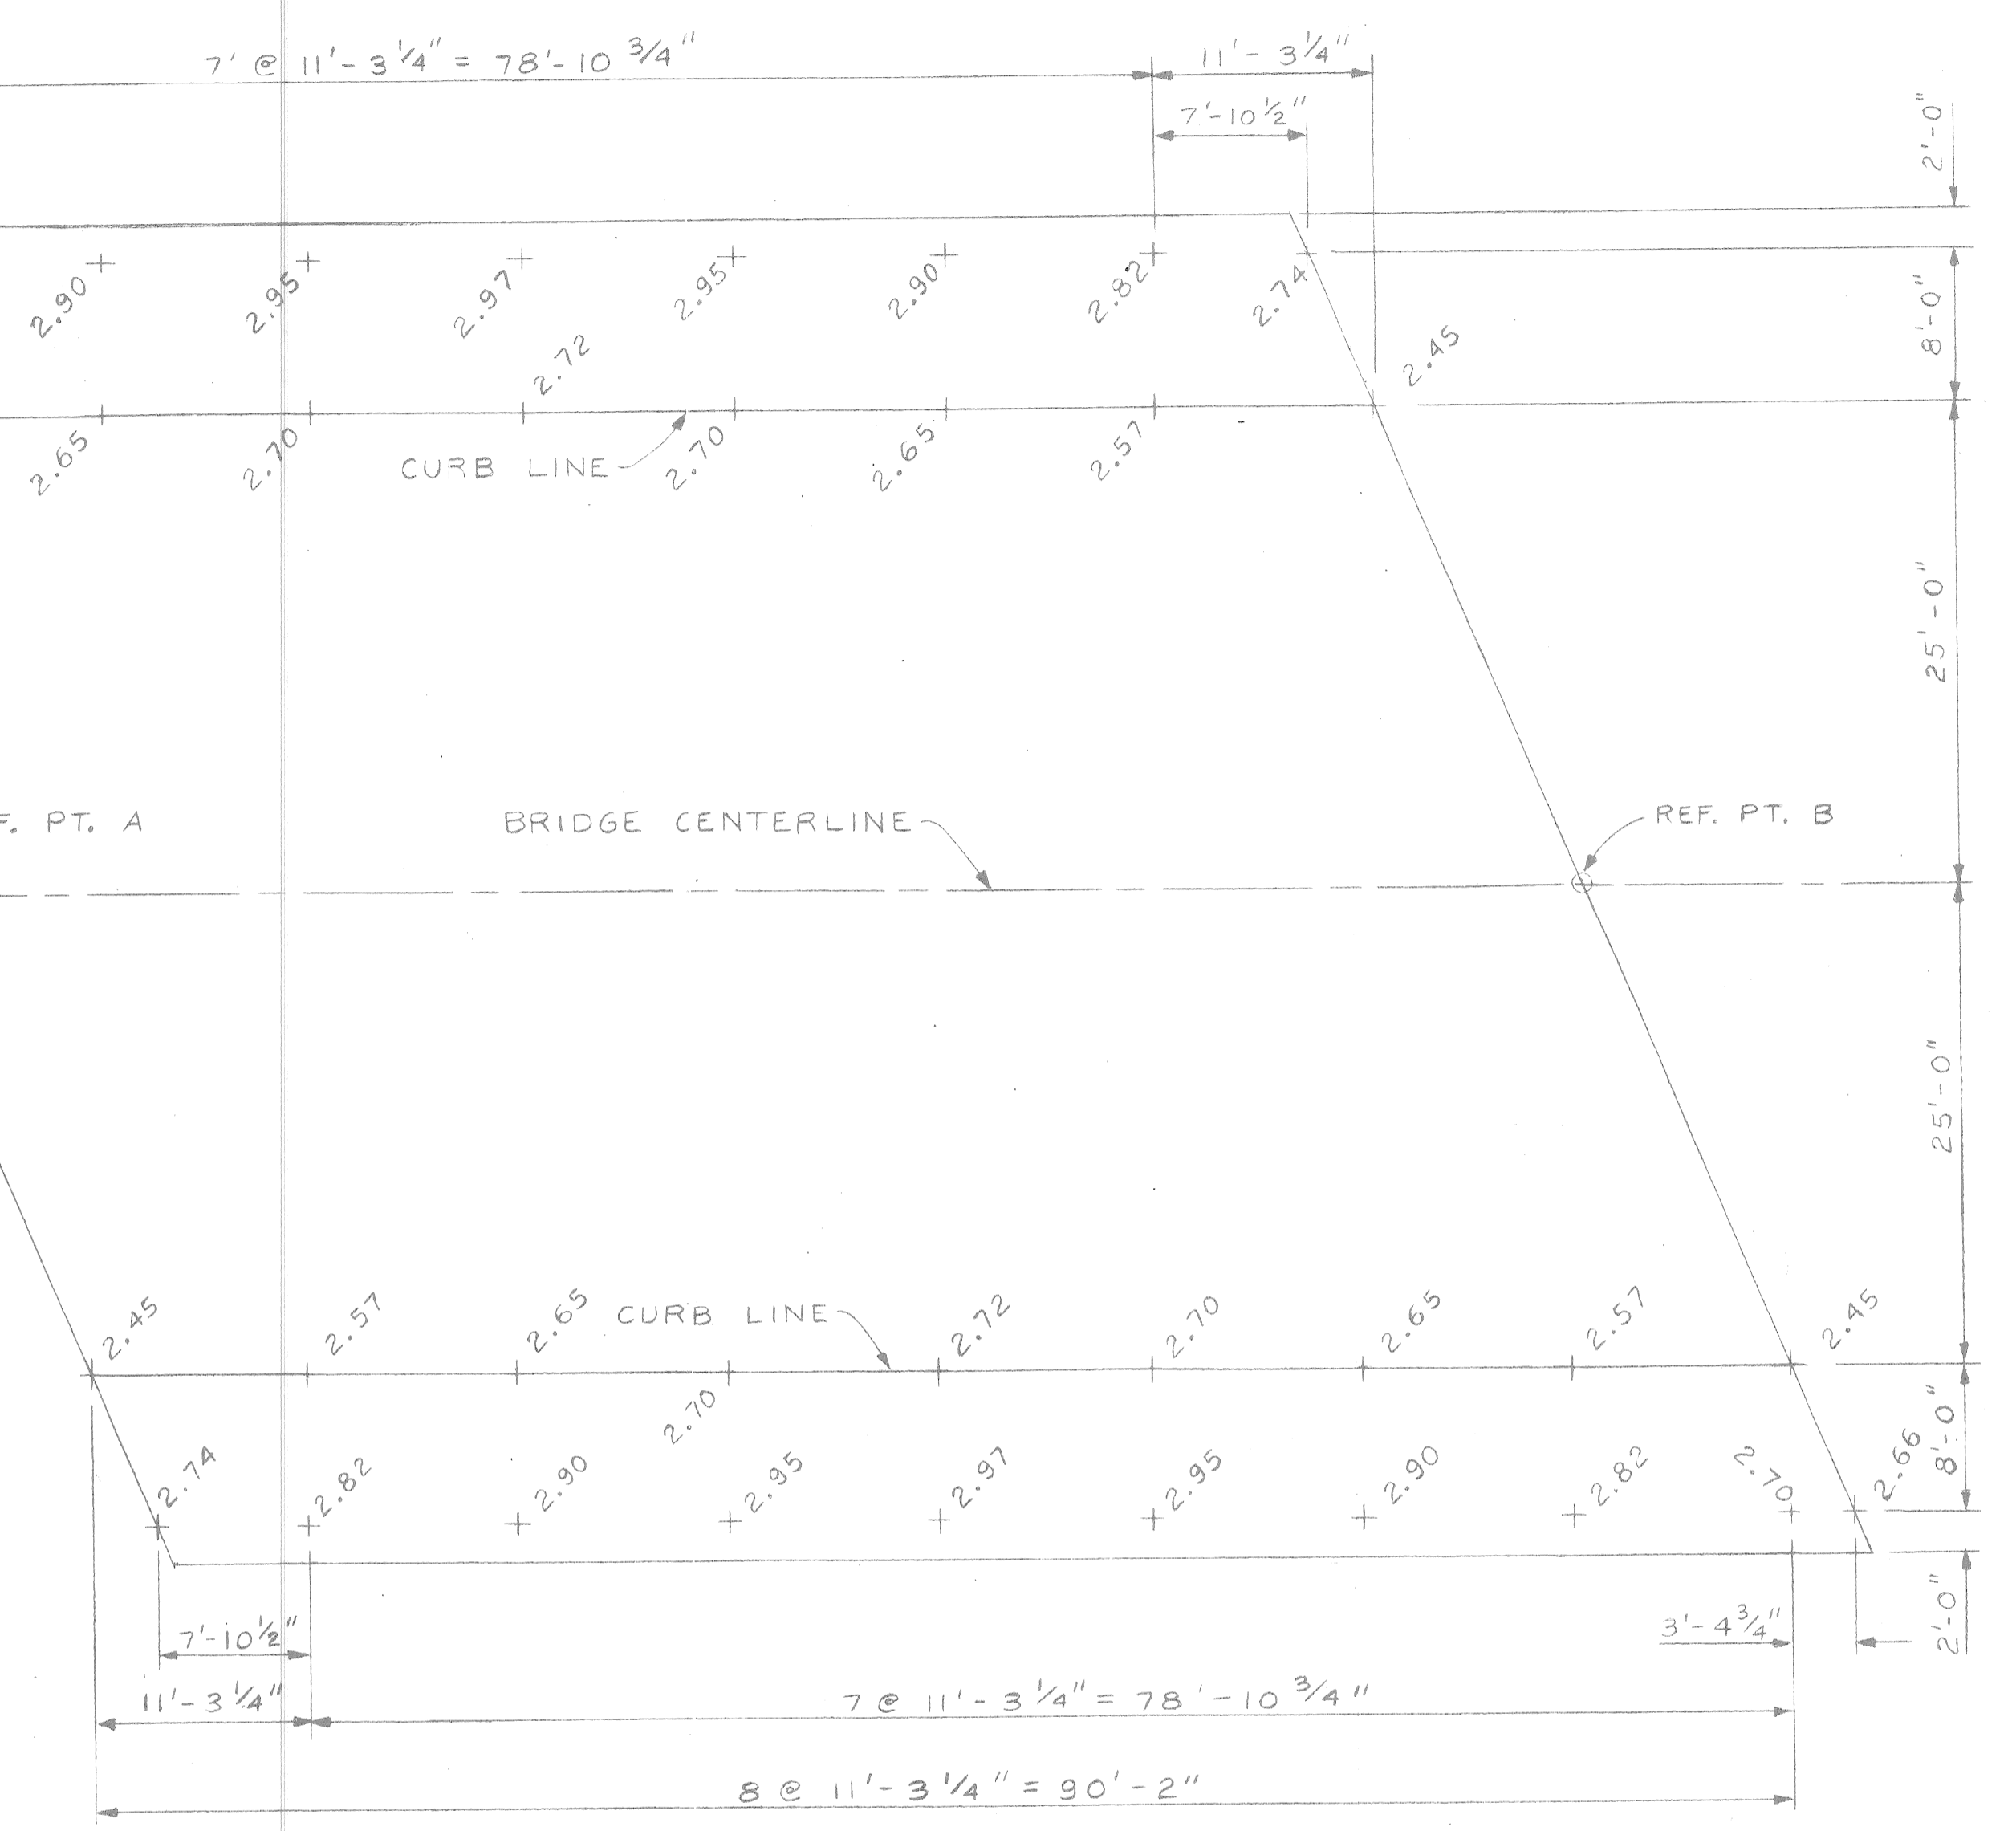 7' @ 11'-3 1/4" = 78'-10 3/4"
11'- 3 1/4"
7'-10 1/2"
2'-0"
2.90 2.95 2.97 2.95 2.90 2.82 2.74
8'-0"
2.72 2.45
2.65 2.70 2.70 2.65 2.57
CURB LINE
25'-0"
F. PT. A
BRIDGE CENTERLINE
REF. PT. B
25'-0"
2.45 2.57 2.65 CURB LINE 2.72 2.70 2.65 2.57 2.45
2.70
8'-0"
2.74 2.82 2.90 2.95 2.97 2.95 2.90 2.82 2.70 2.66
7'-10 1/2"
3'-4 3/4"
2'-0"
11'-3 1/4"
7 @ 11'-3 1/4" = 78'-10 3/4"
8 @ 11'-3 1/4" = 90'-2"